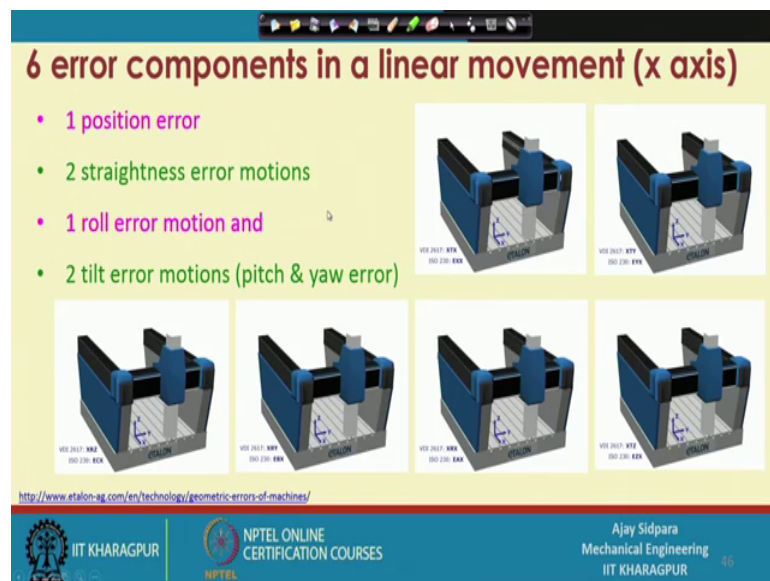 6 error components in a linear movement (x axis)
• 1 position error
• 2 straightness error motions
• 1 roll error motion and
• 2 tilt error motions (pitch & yaw error)
VDI 2617: XTX
ISO 230: EXX
ETALON
VDI 2617: XTY
ISO 230: EYX
ETALON
VDI 2617: XRZ
ISO 230: ECX
ETALON
VDI 2617: XRY
ISO 230: EBX
ETALON
VDI 2617: XRX
ISO 230: EAX
ETALON
VDI 2617: XTZ
ISO 230: EZX
ETALON
http://www.etalon-ag.com/en/technology/geometric-errors-of-machines/
IIT KHARAGPUR
NPTEL
NPTEL ONLINE
CERTIFICATION COURSES
Ajay Sidpara
Mechanical Engineering
IIT KHARAGPUR
46